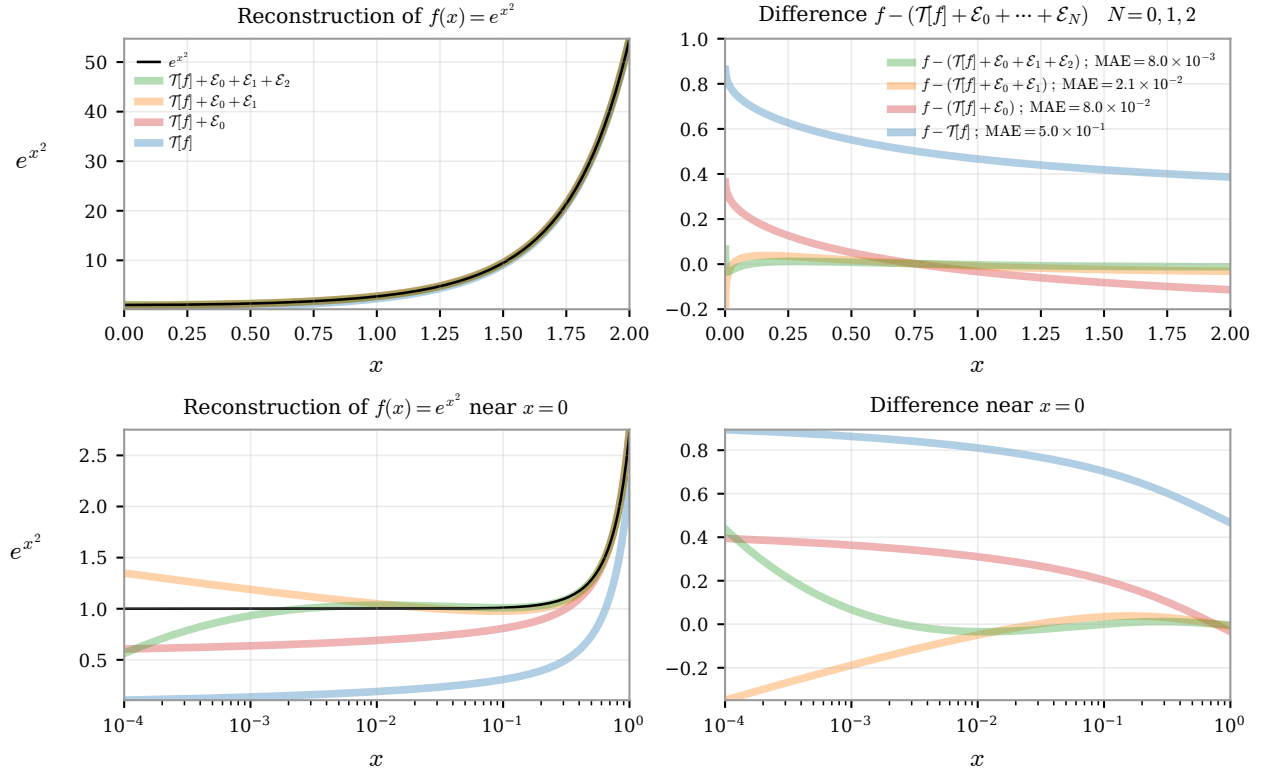 Reconstruction of f(x) = e^{x^2}
50
40
30
20
10
e^{x^2}
e^{x^2}
𝒯[f] + ℰ_0 + ℰ_1 + ℰ_2
𝒯[f] + ℰ_0 + ℰ_1
𝒯[f] + ℰ_0
𝒯[f]
0.00 0.25 0.50 0.75 1.00 1.25 1.50 1.75 2.00
x
Difference f − (𝒯[f] + ℰ_0 + ⋯ + ℰ_N) N = 0, 1, 2
1.0
0.8
0.6
0.4
0.2
0.0
−0.2
f − (𝒯[f] + ℰ_0 + ℰ_1 + ℰ_2) ; MAE = 8.0 × 10^{−3}
f − (𝒯[f] + ℰ_0 + ℰ_1) ; MAE = 2.1 × 10^{−2}
f − (𝒯[f] + ℰ_0) ; MAE = 8.0 × 10^{−2}
f − 𝒯[f] ; MAE = 5.0 × 10^{−1}
0.00 0.25 0.50 0.75 1.00 1.25 1.50 1.75 2.00
x
Reconstruction of f(x) = e^{x^2} near x = 0
2.5
2.0
1.5
1.0
0.5
e^{x^2}
10^{−4} 10^{−3} 10^{−2} 10^{−1} 10^0
x
Difference near x = 0
0.8
0.6
0.4
0.2
0.0
−0.2
10^{−4} 10^{−3} 10^{−2} 10^{−1} 10^0
x